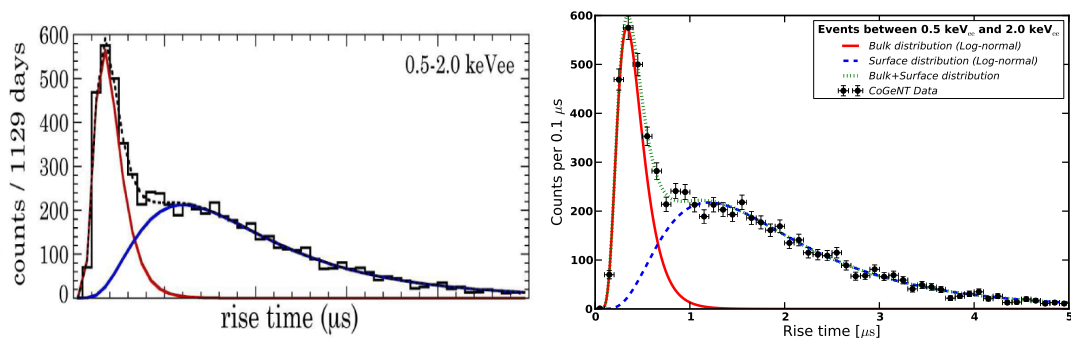 600
500
400
300
200
100
0
counts / 1129 days
0.5-2.0 keVee
rise time (μs)
600
500
400
300
200
100
0
Counts per 0.1 μs
Events between 0.5 keVee and 2.0 keVee
Bulk distribution (Log-normal)
Surface distribution (Log-normal)
Bulk+Surface distribution
CoGeNT Data
0 1 2 3 4 5
Rise time [μs]